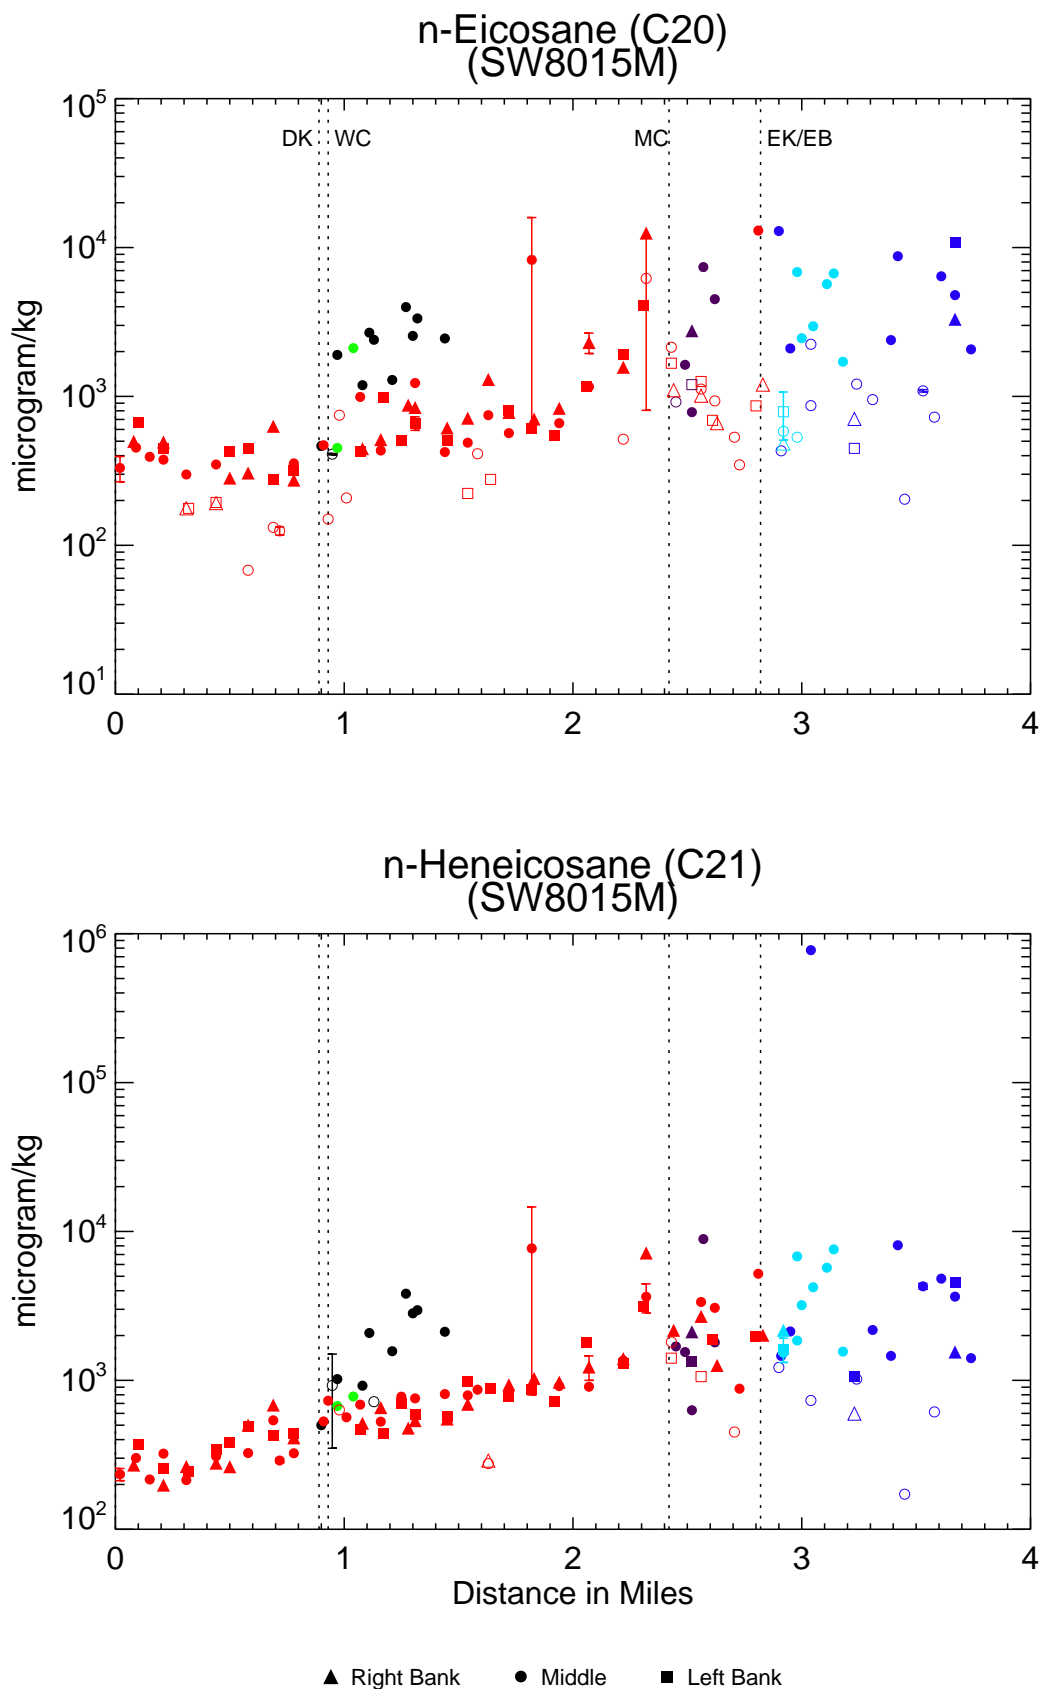 n-Eicosane (C20)
(SW8015M)
10^5
DK WC MC EK/EB
10^4
microgram/kg
10^3
10^2
10^1
0 1 2 3 4
n-Heneicosane (C21)
(SW8015M)
10^6
10^5
microgram/kg
10^4
10^3
10^2
0 1 2 3 4
Distance in Miles
Right Bank Middle Left Bank